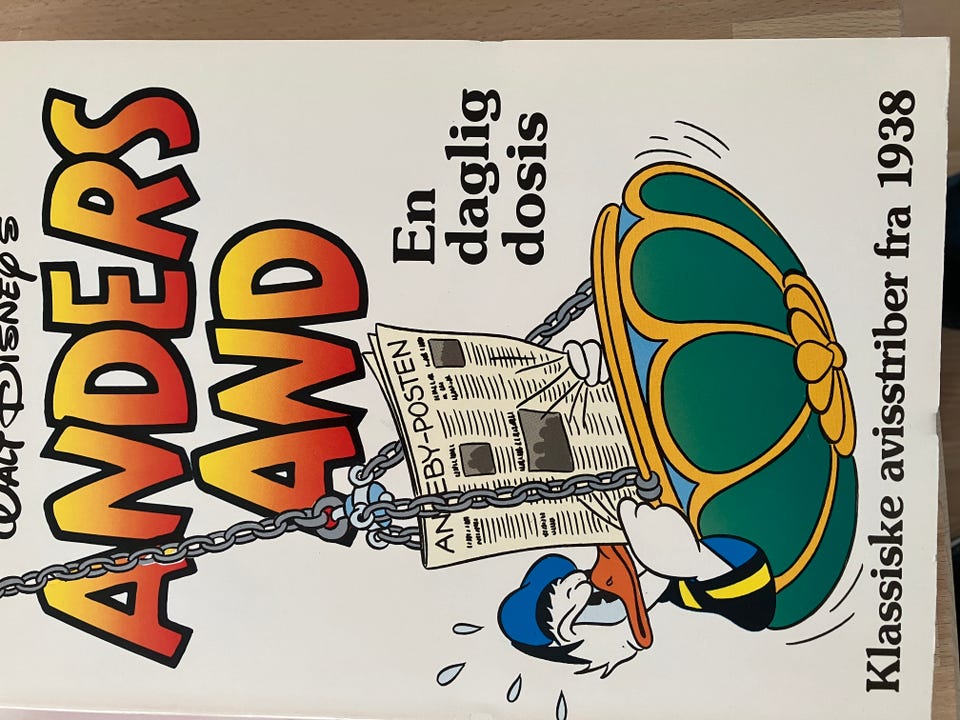 WALT DISNEY'S
ANDERS
AND
En
daglig
dosis
ANDEBY-POSTEN
Klassiske avisstriber fra 1938